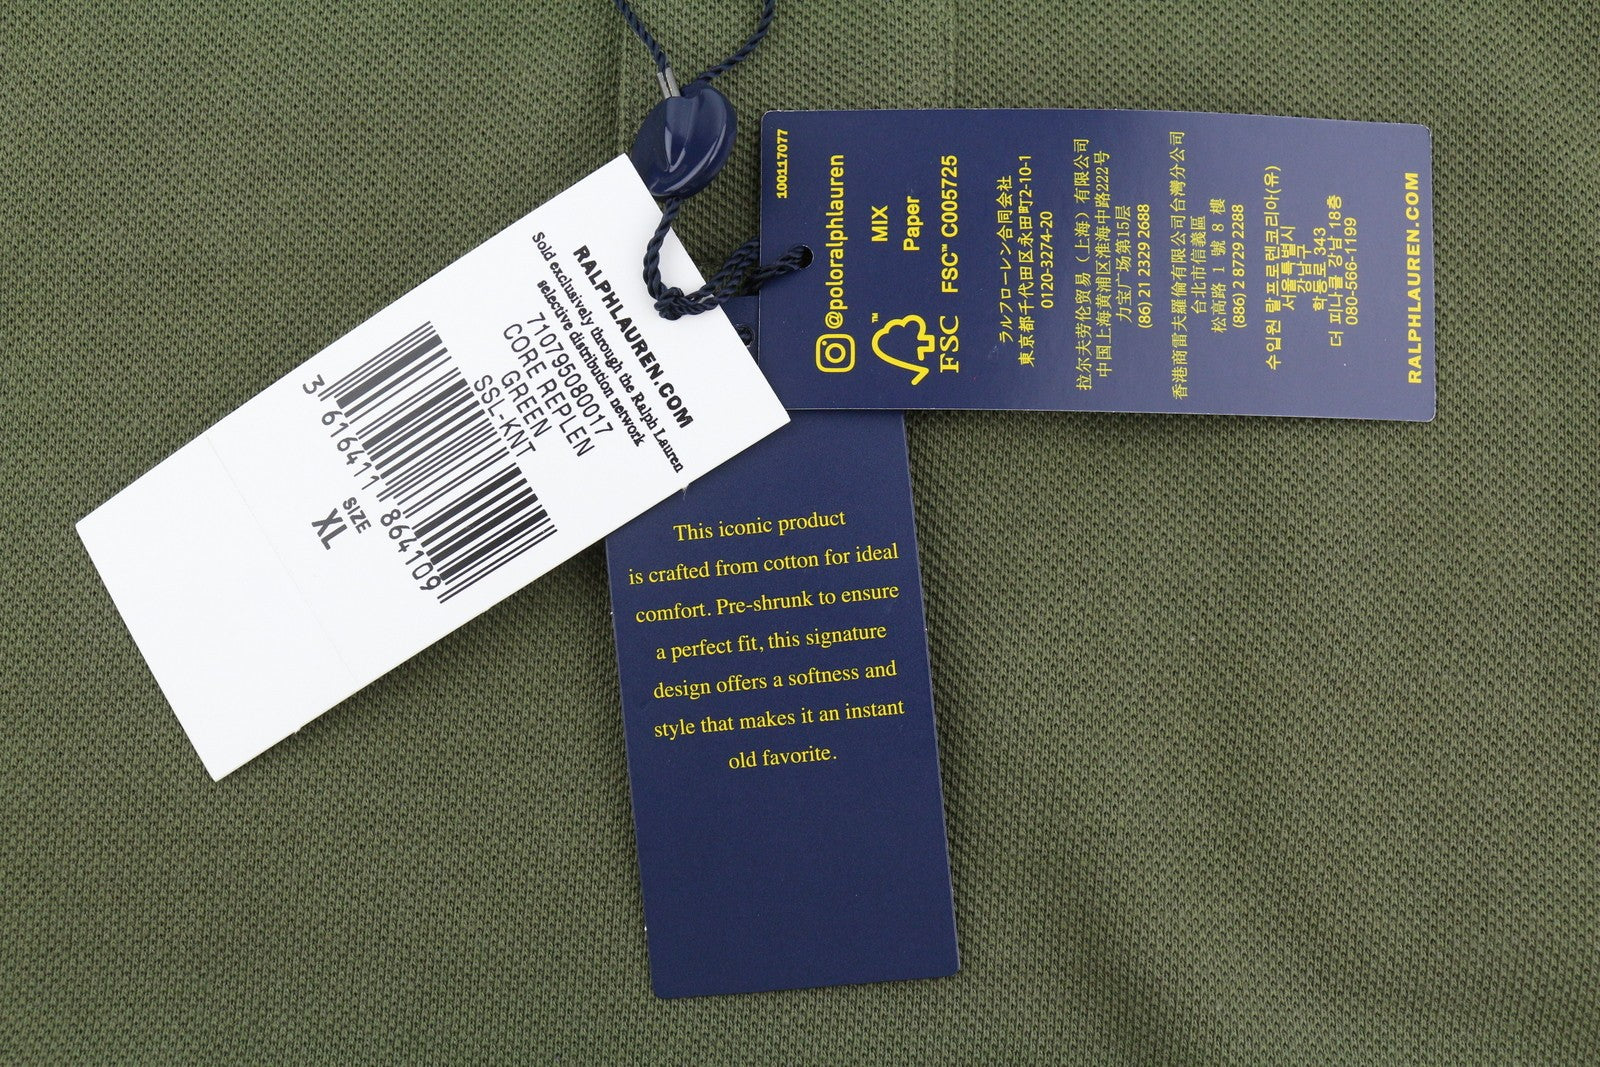 RALPHLAUREN.COM
Sold exclusively through the Ralph Lauren
selective distribution network
710795080017
CORE REPLEN
GREEN
SSL-KNT
3 616411 864109
SIZE
XL
100117077
@poloralphlauren
MIX
Paper
FSC™ C005725
™
FSC
ラルフローレン合同会社
東京都千代田区永田町2-10-1
0120-3274-20
拉尔夫劳伦贸易（上海）有限公司
中国上海黄浦区淮海中路222号
力宝广场第15层
(86) 21 2329 2688
香港商雷夫羅倫有限公司台灣分公司
台北市信義區
松高路 1 號 8 樓
(886) 2 8729 2288
수입원 랄프로렌코리아(유)
서울특별시
강남구
학동로 343
더 피나클 강남 18층
080-566-1199
RALPHLAUREN.COM
This iconic product
is crafted from cotton for ideal
comfort. Pre-shrunk to ensure
a perfect fit, this signature
design offers a softness and
style that makes it an instant
old favorite.